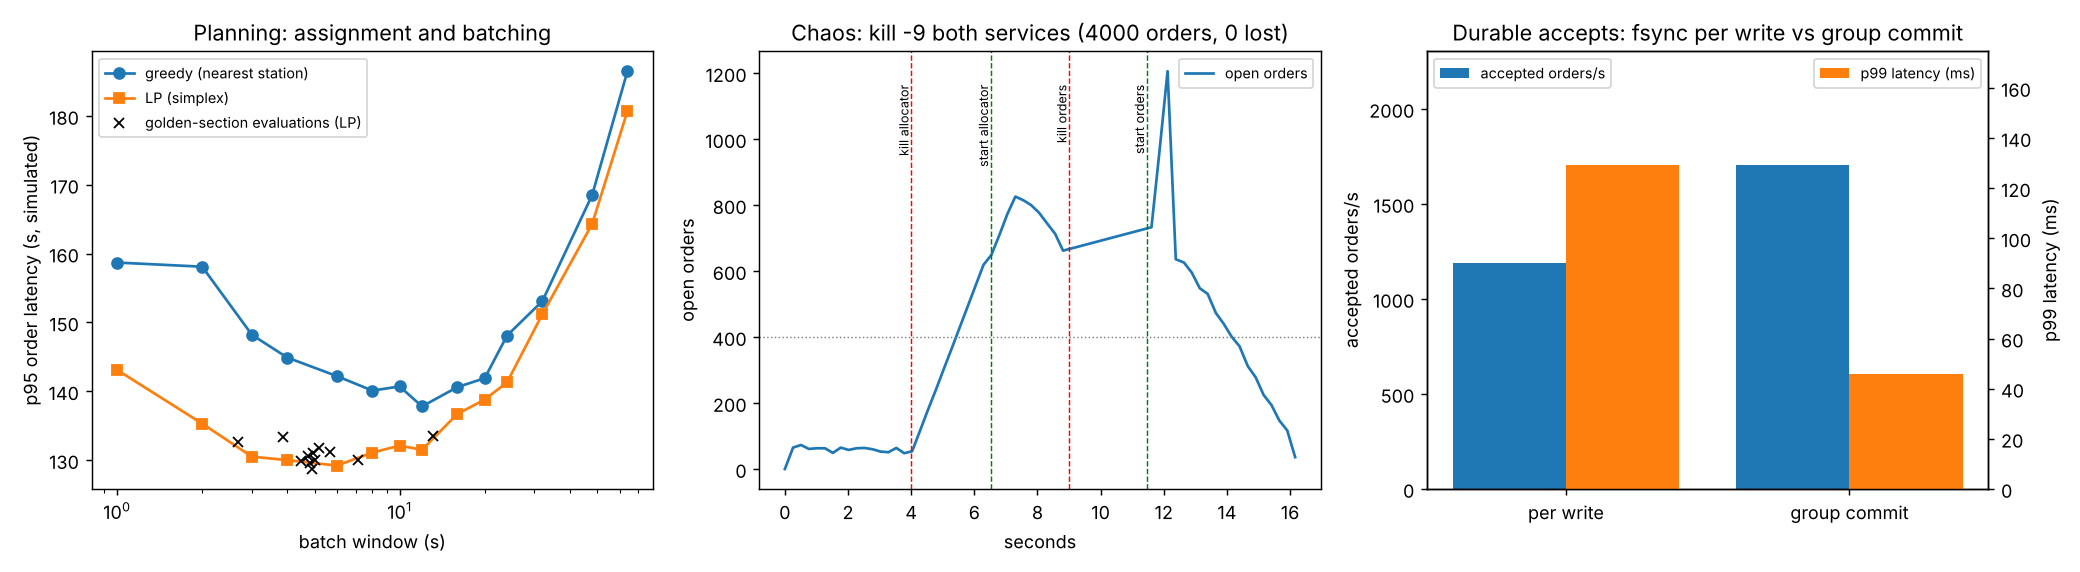 Planning: assignment and batching
greedy (nearest station)
LP (simplex)
golden-section evaluations (LP)
p95 order latency (s, simulated)
180
170
160
150
140
130
10⁰
10¹
batch window (s)
Chaos: kill -9 both services (4000 orders, 0 lost)
open orders
kill allocator
start allocator
kill orders
start orders
open orders
1200
1000
800
600
400
200
0
0 2 4 6 8 10 12 14 16
seconds
Durable accepts: fsync per write vs group commit
accepted orders/s
p99 latency (ms)
accepted orders/s
2000
1500
1000
500
0
per write
group commit
160
140
120
100
80
60
40
20
0
p99 latency (ms)